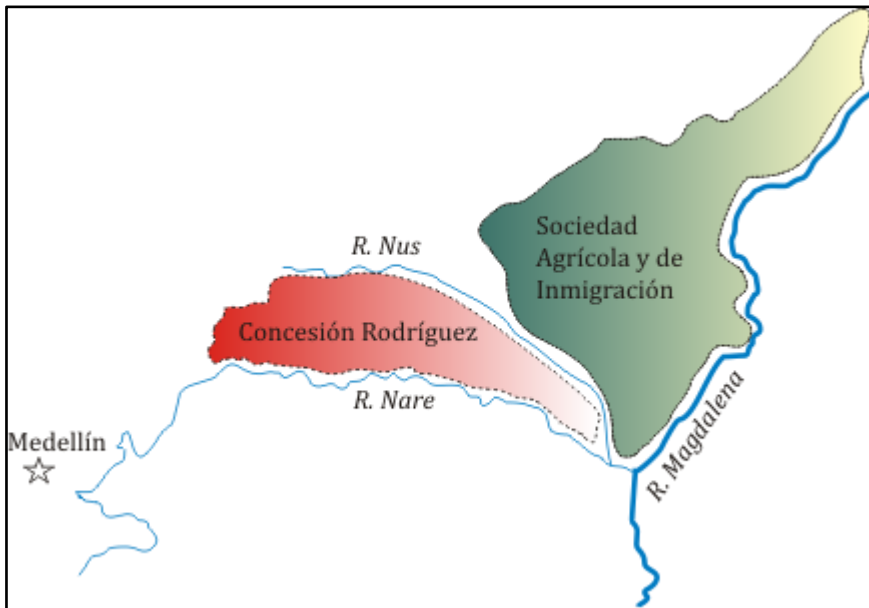 Sociedad
Agrícola y de
Inmigración
R. Nus
Concesión Rodríguez
R. Nare
R. Magdalena
Medellín